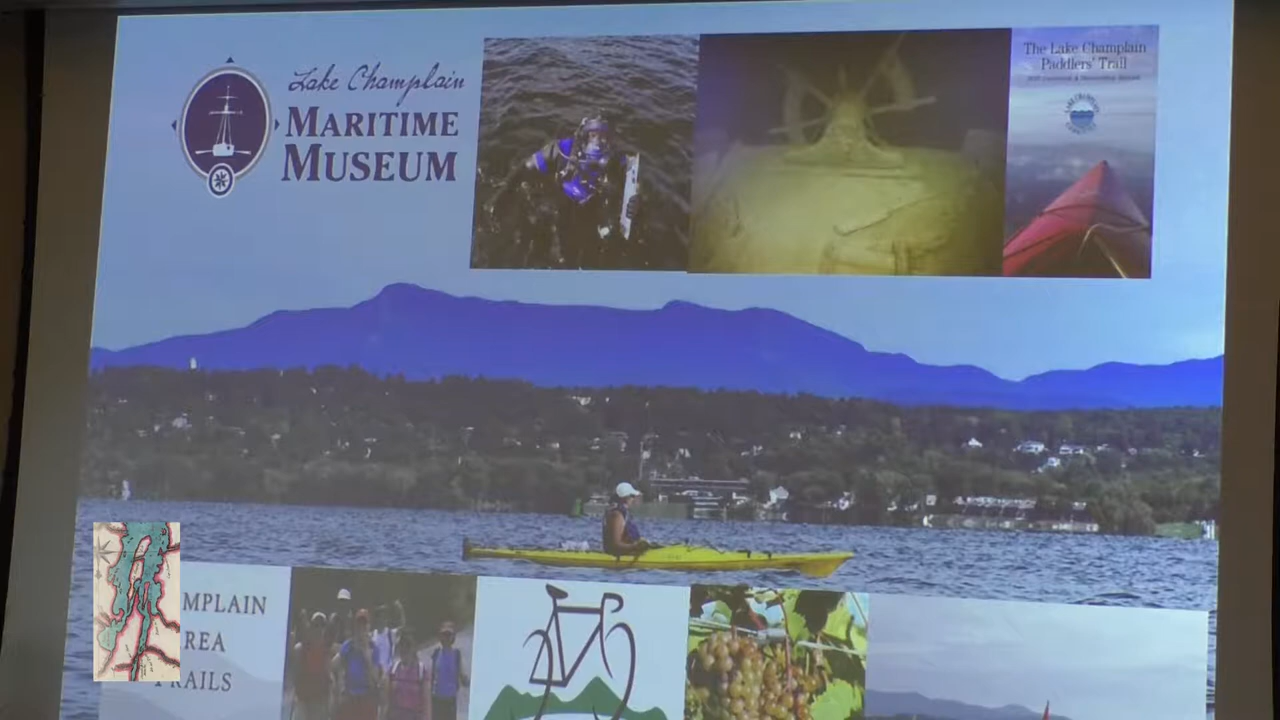 Lake Champlain
MARITIME
MUSEUM
The Lake Champlain
Paddlers' Trail
MPLAIN
REA
RAILS